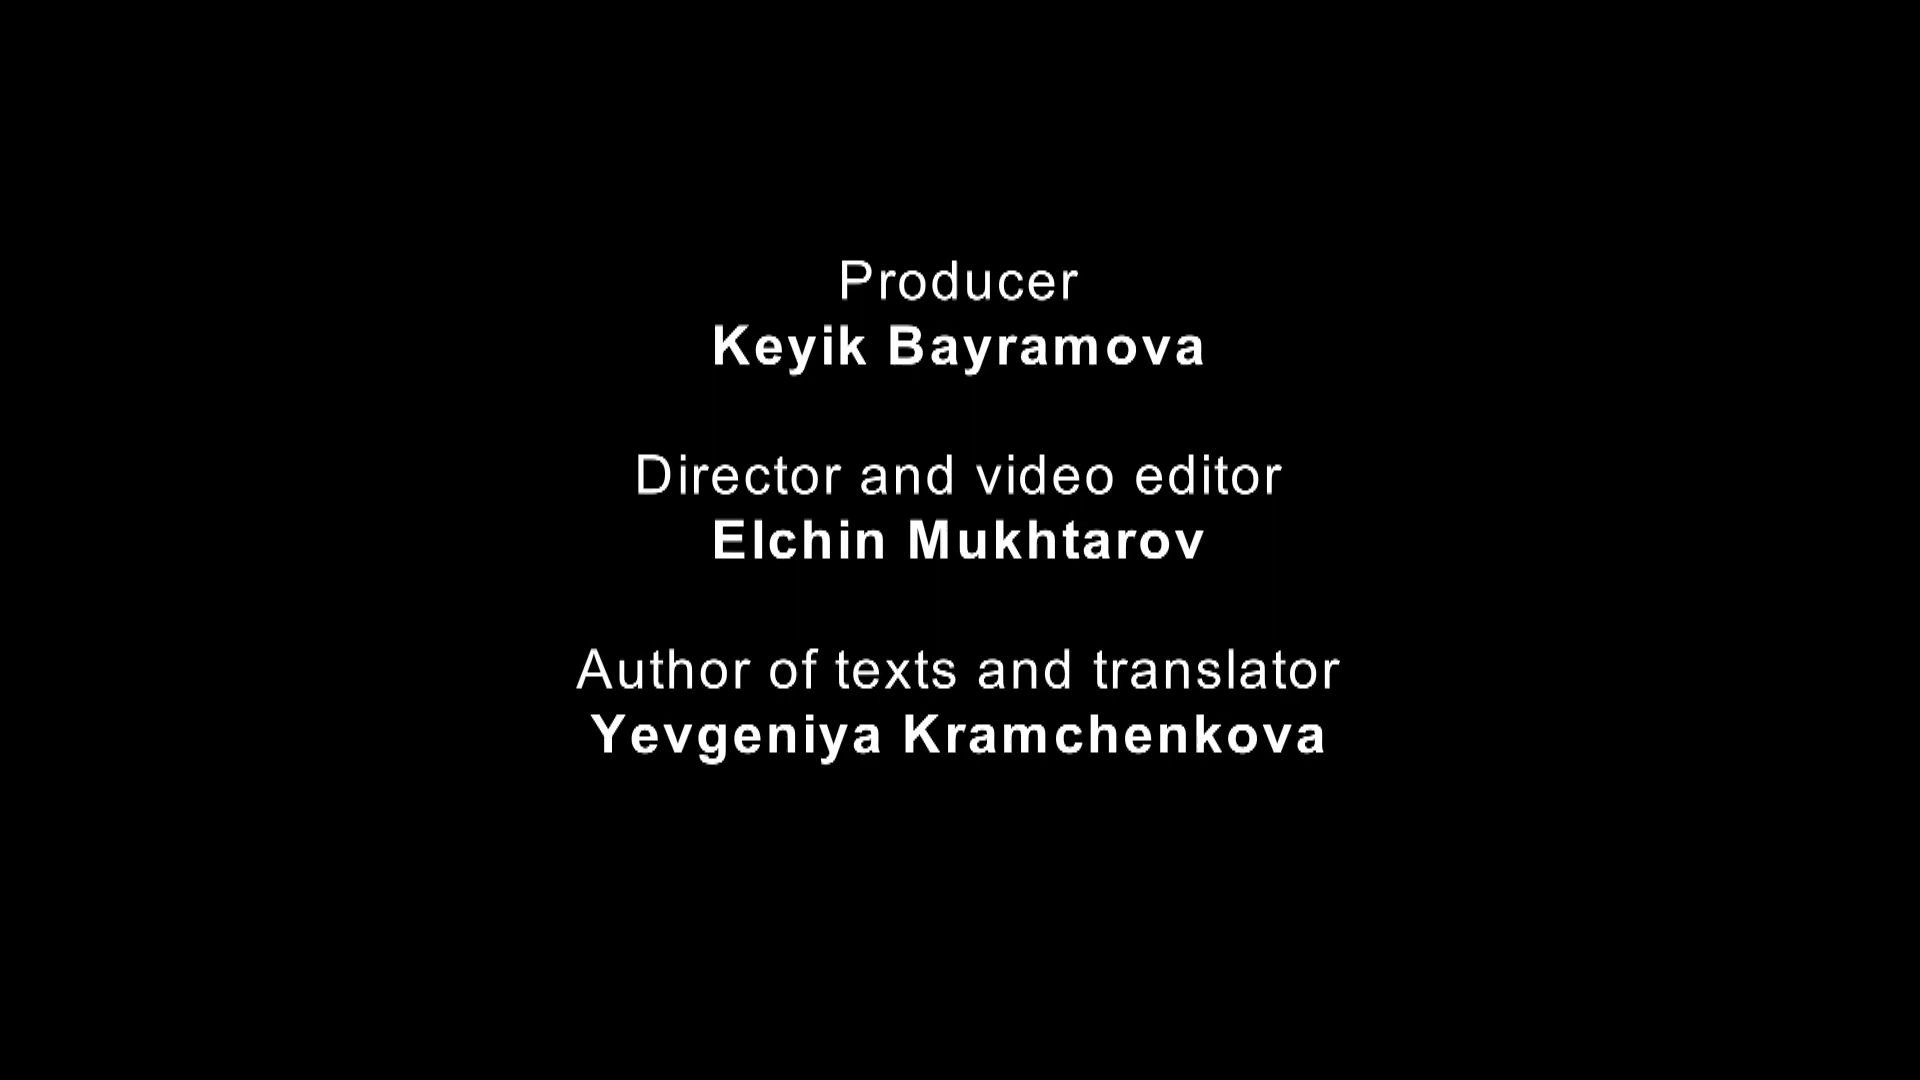 Producer
Keyik Bayramova
Director and video editor
Elchin Mukhtarov
Author of texts and translator
Yevgeniya Kramchenkova